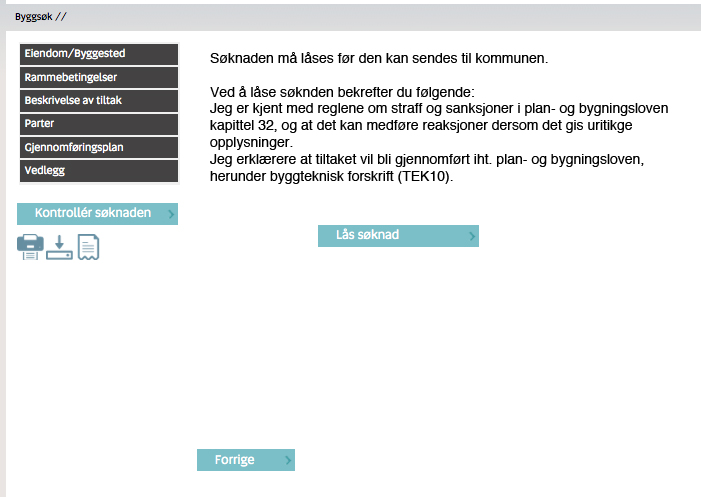 Byggsøk //
Eiendom/Byggested
Rammebetingelser
Beskrivelse av tiltak
Parter
Gjennomføringsplan
Vedlegg
Kontrollér søknaden
Søknaden må låses før den kan sendes til kommunen.
Ved å låse søknden bekrefter du følgende:
Jeg er kjent med reglene om straff og sanksjoner i plan- og bygningsloven
kapittel 32, og at det kan medføre reaksjoner dersom det gis uritikge
opplysninger.
Jeg erklærere at tiltaket vil bli gjennomført iht. plan- og bygningsloven,
herunder byggteknisk forskrift (TEK10).
Lås søknad
Forrige